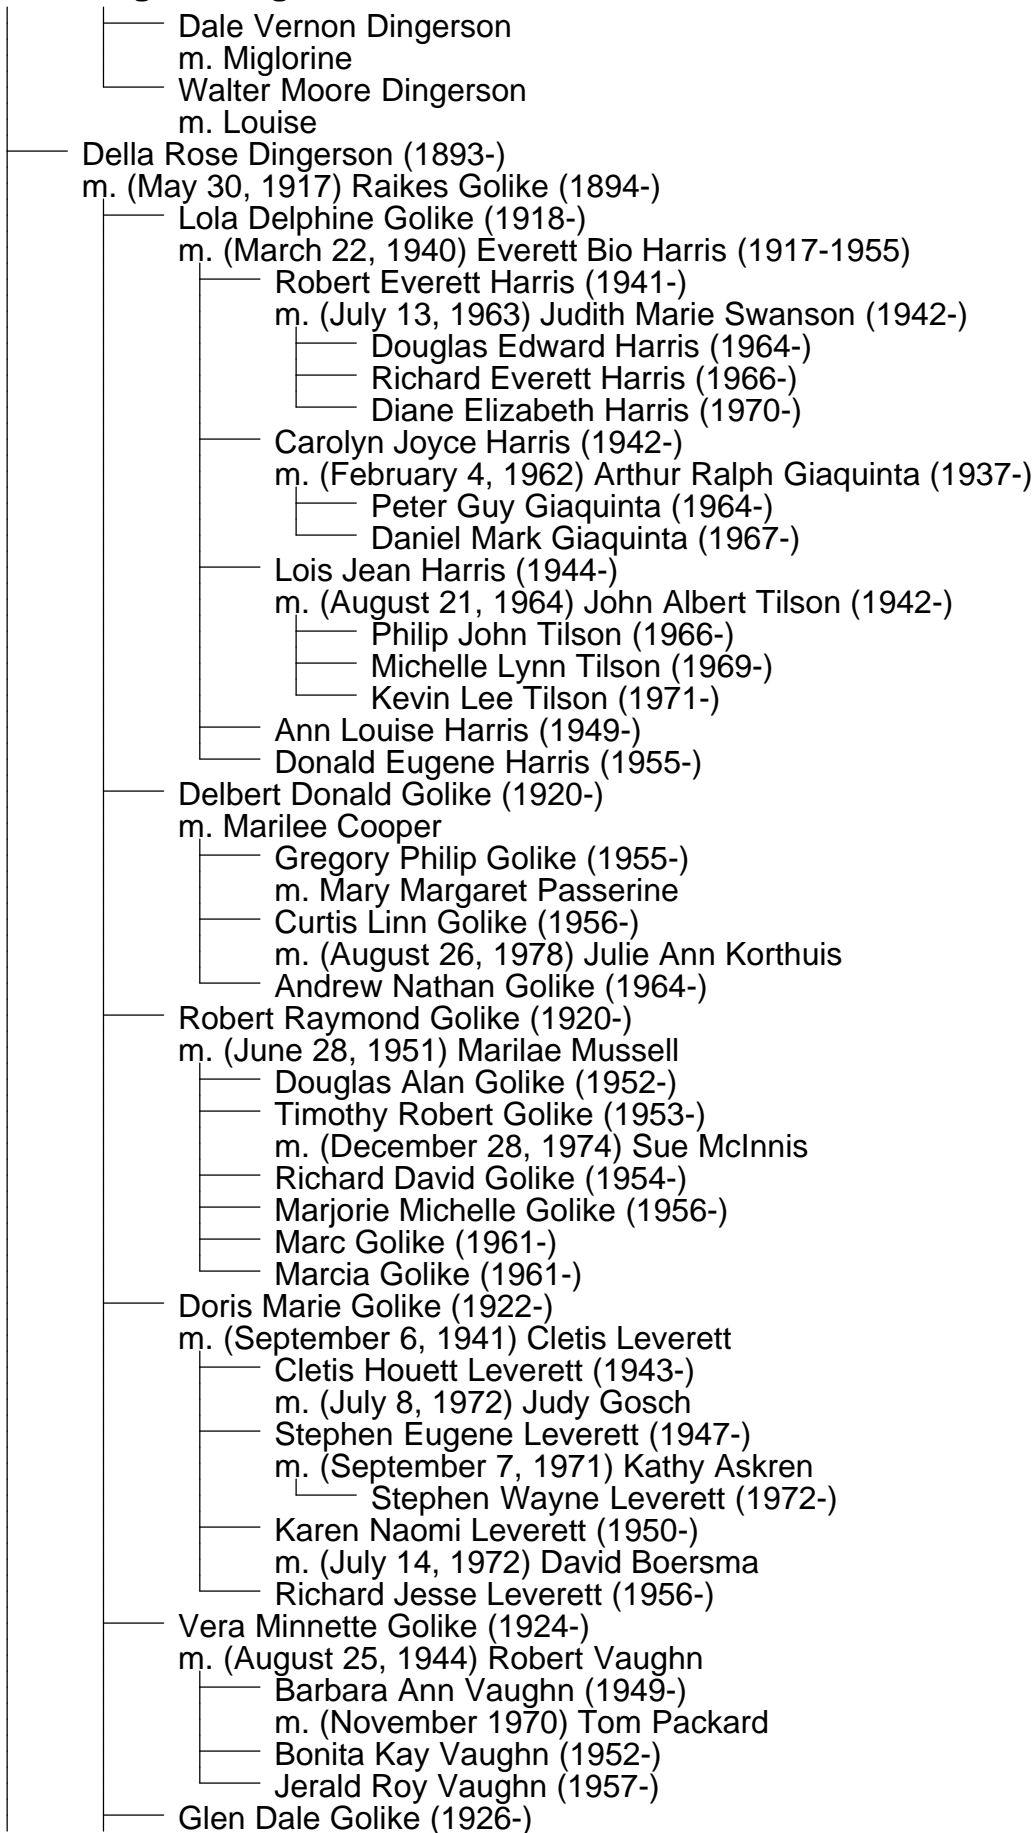 Dale Vernon Dingerson
m. Miglorine
Walter Moore Dingerson
m. Louise
Della Rose Dingerson (1893-)
m. (May 30, 1917) Raikes Golike (1894-)
Lola Delphine Golike (1918-)
m. (March 22, 1940) Everett Bio Harris (1917-1955)
Robert Everett Harris (1941-)
m. (July 13, 1963) Judith Marie Swanson (1942-)
Douglas Edward Harris (1964-)
Richard Everett Harris (1966-)
Diane Elizabeth Harris (1970-)
Carolyn Joyce Harris (1942-)
m. (February 4, 1962) Arthur Ralph Giaquinta (1937-)
Peter Guy Giaquinta (1964-)
Daniel Mark Giaquinta (1967-)
Lois Jean Harris (1944-)
m. (August 21, 1964) John Albert Tilson (1942-)
Philip John Tilson (1966-)
Michelle Lynn Tilson (1969-)
Kevin Lee Tilson (1971-)
Ann Louise Harris (1949-)
Donald Eugene Harris (1955-)
Delbert Donald Golike (1920-)
m. Marilee Cooper
Gregory Philip Golike (1955-)
m. Mary Margaret Passerine
Curtis Linn Golike (1956-)
m. (August 26, 1978) Julie Ann Korthuis
Andrew Nathan Golike (1964-)
Robert Raymond Golike (1920-)
m. (June 28, 1951) Marilae Mussell
Douglas Alan Golike (1952-)
Timothy Robert Golike (1953-)
m. (December 28, 1974) Sue McInnis
Richard David Golike (1954-)
Marjorie Michelle Golike (1956-)
Marc Golike (1961-)
Marcia Golike (1961-)
Doris Marie Golike (1922-)
m. (September 6, 1941) Cletis Leverett
Cletis Houett Leverett (1943-)
m. (July 8, 1972) Judy Gosch
Stephen Eugene Leverett (1947-)
m. (September 7, 1971) Kathy Askren
Stephen Wayne Leverett (1972-)
Karen Naomi Leverett (1950-)
m. (July 14, 1972) David Boersma
Richard Jesse Leverett (1956-)
Vera Minnette Golike (1924-)
m. (August 25, 1944) Robert Vaughn
Barbara Ann Vaughn (1949-)
m. (November 1970) Tom Packard
Bonita Kay Vaughn (1952-)
Jerald Roy Vaughn (1957-)
Glen Dale Golike (1926-)